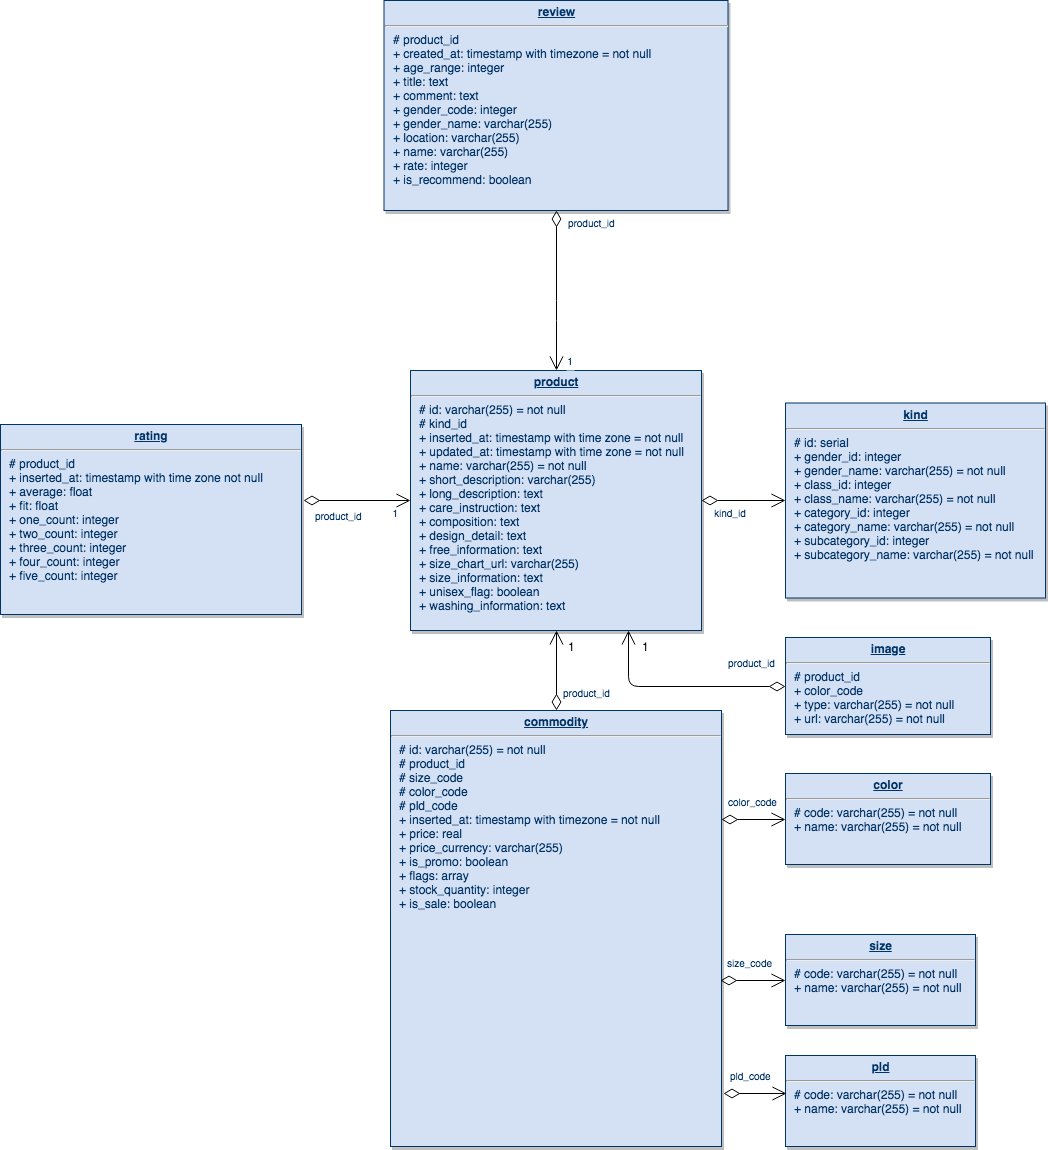 review
# product_id
+ created_at: timestamp with timezone = not null
+ age_range: integer
+ title: text
+ comment: text
+ gender_code: integer
+ gender_name: varchar(255)
+ location: varchar(255)
+ name: varchar(255)
+ rate: integer
+ is_recommend: boolean
product_id
1
product
# id: varchar(255) = not null
# kind_id
+ inserted_at: timestamp with time zone = not null
+ updated_at: timestamp with time zone = not null
+ name: varchar(255) = not null
+ short_description: varchar(255)
+ long_description: text
+ care_instruction: text
+ composition: text
+ design_detail: text
+ free_information: text
+ size_chart_url: varchar(255)
+ size_information: text
+ unisex_flag: boolean
+ washing_information: text
rating
# product_id
+ inserted_at: timestamp with time zone not null
+ average: float
+ fit: float
+ one_count: integer
+ two_count: integer
+ three_count: integer
+ four_count: integer
+ five_count: integer
product_id
1
kind_id
kind
# id: serial
+ gender_id: integer
+ gender_name: varchar(255) = not null
+ class_id: integer
+ class_name: varchar(255) = not null
+ category_id: integer
+ category_name: varchar(255) = not null
+ subcategory_id: integer
+ subcategory_name: varchar(255) = not null
1
1
product_id
product_id
image
# product_id
+ color_code
+ type: varchar(255) = not null
+ url: varchar(255) = not null
commodity
# id: varchar(255) = not null
# product_id
# size_code
# color_code
# pld_code
+ inserted_at: timestamp with timezone = not null
+ price: real
+ price_currency: varchar(255)
+ is_promo: boolean
+ flags: array
+ stock_quantity: integer
+ is_sale: boolean
color_code
color
# code: varchar(255) = not null
+ name: varchar(255) = not null
size_code
size
# code: varchar(255) = not null
+ name: varchar(255) = not null
pld_code
pld
# code: varchar(255) = not null
+ name: varchar(255) = not null